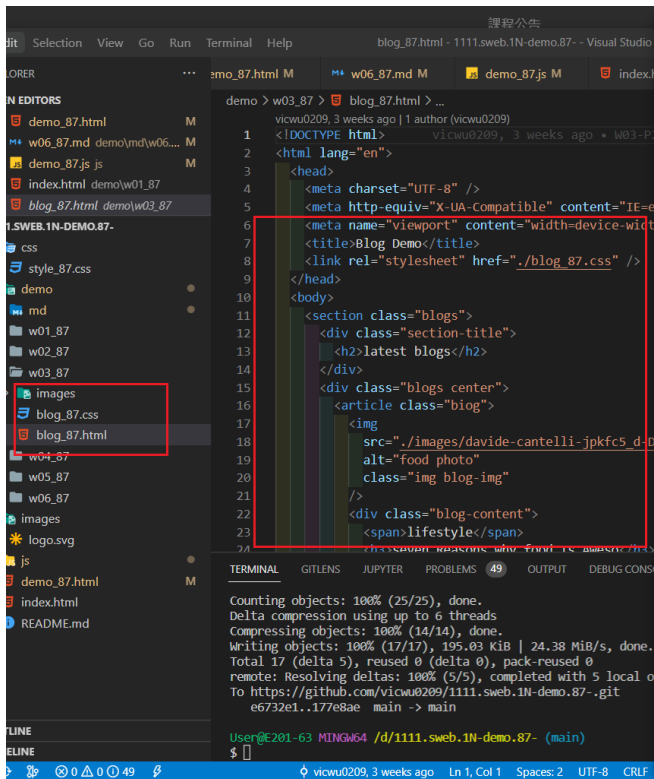 課程公告
dit Selection View Go Run Terminal Help blog_87.html - 1111.sweb.1N-demo.87- - Visual Studio
LORER ...
emo_87.html M w06_87.md M JS demo_87.js M index.h
EN EDITORS
demo_87.html M
w06_87.md demo\md\w06.... M
JS demo_87.js js M
index.html demo\w01_87
blog_87.html demo\w03_87
1.SWEB.1N-DEMO.87-
css
style_87.css
demo
md
w01_87
w02_87
w03_87
images
blog_87.css
blog_87.html
w04_87
w05_87
w06_87
images
logo.svg
js
demo_87.html M
index.html
README.md
TLINE
ELINE
demo > w03_87 > blog_87.html > ...
vicwu0209, 3 weeks ago | 1 author (vicwu0209)
1 <!DOCTYPE html> vicwu0209, 3 weeks ago • W03-P
2 <html lang="en">
3 <head>
4 <meta charset="UTF-8" />
5 <meta http-equiv="X-UA-Compatible" content="IE=e
6 <meta name="viewport" content="width=device-widt
7 <title>Blog Demo</title>
8 <link rel="stylesheet" href="./blog_87.css" />
9 </head>
10 <body>
11 <section class="blogs">
12 <div class="section-title">
13 <h2>latest blogs</h2>
14 </div>
15 <div class="blogs center">
16 <article class="biog">
17 <img
18 src="./images/davide-cantelli-jpkfc5_d-D
19 alt="food photo"
20 class="img blog-img"
21 />
22 <div class="blog-content">
23 <span>lifestyle</span>
24 <h3>seven reasons why food is Aweso</h3>
TERMINAL GITLENS JUPYTER PROBLEMS 49 OUTPUT DEBUG CONS
Counting objects: 100% (25/25), done.
Delta compression using up to 6 threads
Compressing objects: 100% (14/14), done.
Writing objects: 100% (17/17), 195.03 KiB | 24.38 MiB/s, done.
Total 17 (delta 5), reused 0 (delta 0), pack-reused 0
remote: Resolving deltas: 100% (5/5), completed with 5 local o
To https://github.com/vicwu0209/1111.sweb.1N-demo.87-.git
e6732e1..177e8ae main -> main
User@E201-63 MINGW64 /d/1111.sweb.1N-demo.87- (main)
$
0 0 49 vicwu0209, 3 weeks ago Ln 1, Col 1 Spaces: 2 UTF-8 CRLF